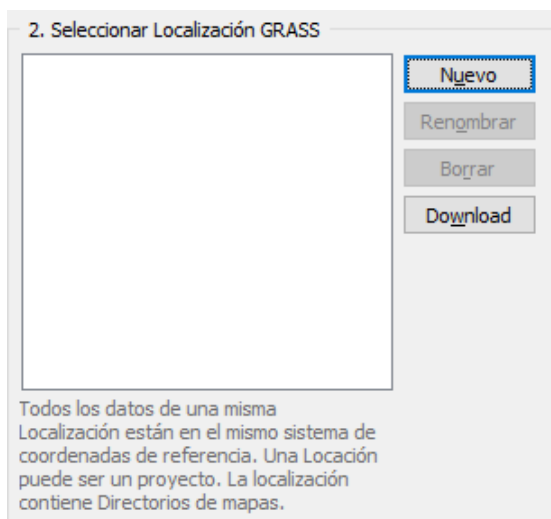 2. Seleccionar Localización GRASS
Nuevo
Renombrar
Borrar
Download
Todos los datos de una misma
Localización están en el mismo sistema de
coordenadas de referencia. Una Locación
puede ser un proyecto. La localización
contiene Directorios de mapas.